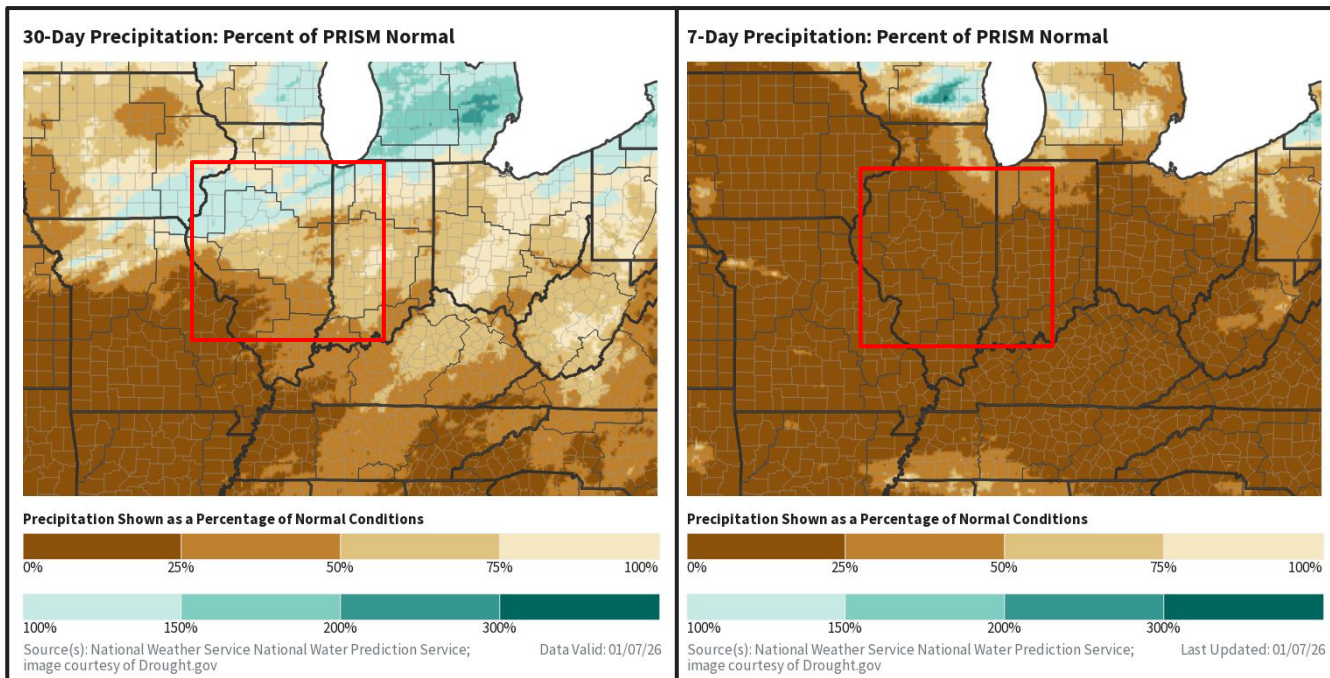 30-Day Precipitation: Percent of PRISM Normal
Precipitation Shown as a Percentage of Normal Conditions
0% 25% 50% 75% 100%
100% 150% 200% 300%
Source(s): National Weather Service National Water Prediction Service;
image courtesy of Drought.gov
Data Valid: 01/07/26
7-Day Precipitation: Percent of PRISM Normal
Precipitation Shown as a Percentage of Normal Conditions
0% 25% 50% 75% 100%
100% 150% 200% 300%
Source(s): National Weather Service National Water Prediction Service;
image courtesy of Drought.gov
Last Updated: 01/07/26